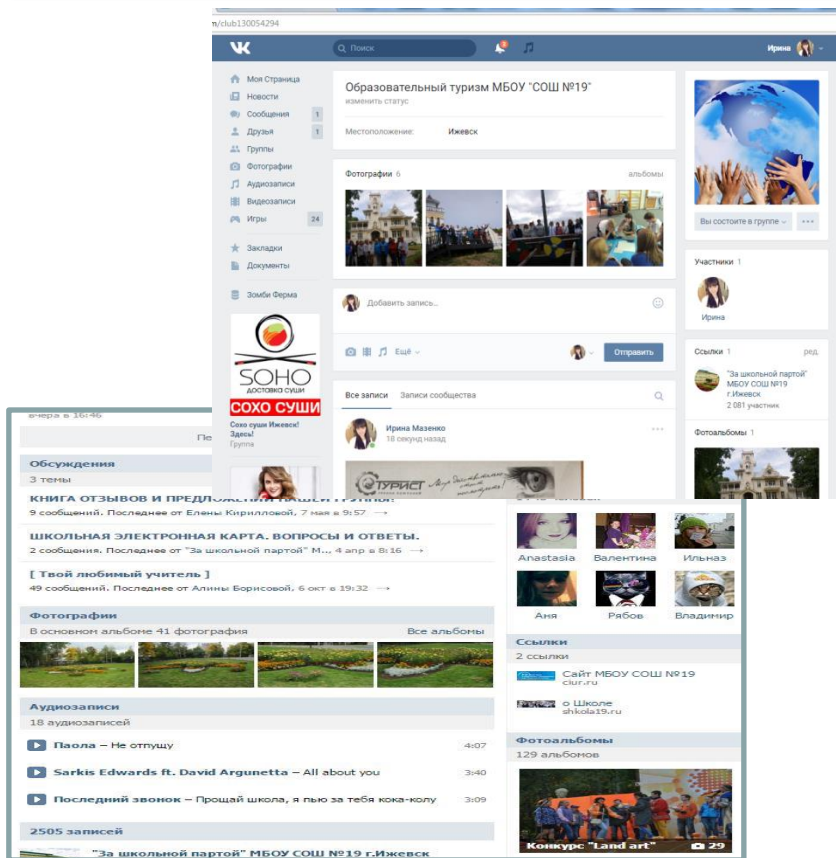 m/club130054294
Поиск
Ирина
Моя Страница
Новости
Сообщения 1
Друзья 1
Группы
Фотографии
Аудиозаписи
Видеозаписи
Игры 24
Закладки
Документы
Зомби Ферма
SOHO
ДОСТАВКА СУШИ
СОХО СУШИ
Сохо суши Ижевск!
Здесь!
Группа
Образовательный туризм МБОУ "СОШ №19"
изменить статус
Местоположение: Ижевск
Фотографии 6 альбомы
Добавить запись...
Ещё
Отправить
Все записи Записи сообщества
Ирина Мазенко
18 секунд назад
ТУРИСТ
Вы состоите в группе
Участники 1
Ирина
Ссылки 1 ред.
"За школьной партой"
МБОУ СОШ №19
г.Ижевск
2 081 участник
Фотоальбомы 1
вчера в 16:46
Обсуждения
3 темы
КНИГА ОТЗЫВОВ И ПРЕДЛОЖЕНИЙ НАШЕЙ ГРУППЫ!
9 сообщений. Последнее от Елены Кирилловой, 7 мая в 9:57 →
ШКОЛЬНАЯ ЭЛЕКТРОННАЯ КАРТА. ВОПРОСЫ И ОТВЕТЫ.
2 сообщения. Последнее от "За школьной партой" М..., 4 апр в 8:16 →
[ Твой любимый учитель ]
49 сообщений. Последнее от Алины Борисовой, 6 окт в 19:32 →
Фотографии
В основном альбоме 41 фотография Все альбомы
Аудиозаписи
18 аудиозаписей
Паола – Не отпущу 4:07
Sarkis Edwards ft. David Argunetta – All about you 3:40
Последний звонок – Прощай школа, я пью за тебя кока-колу 3:09
2505 записей
"За школьной партой" МБОУ СОШ №19 г.Ижевск
Anastasia Валентина Ильназ
Аня Рябов Владимир
Ссылки
2 ссылки
Сайт МБОУ СОШ №19
ciur.ru
о Школе
shkola19.ru
Фотоальбомы
129 альбомов
Конкурс "Land art" 29